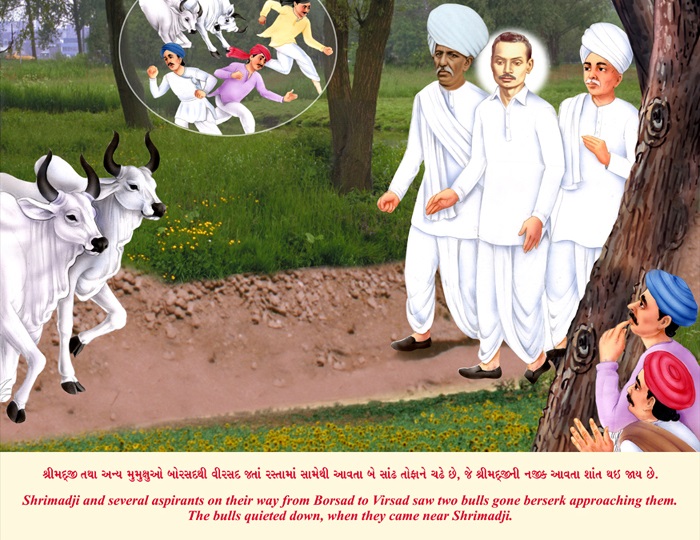 શ્રીમદ્જી તથા અન્ય મુમુક્ષુઓ બોરસદથી વીરસદ જતાં રસ્તામાં સામેથી આવતા બે સાંઢ તોફાને ચઢે છે, જે શ્રીમદ્જીની નજીક આવતા શાંત થઇ જાય છે.
Shrimadji and several aspirants on their way from Borsad to Virsad saw two bulls gone berserk approaching them.
The bulls quieted down, when they came near Shrimadji.